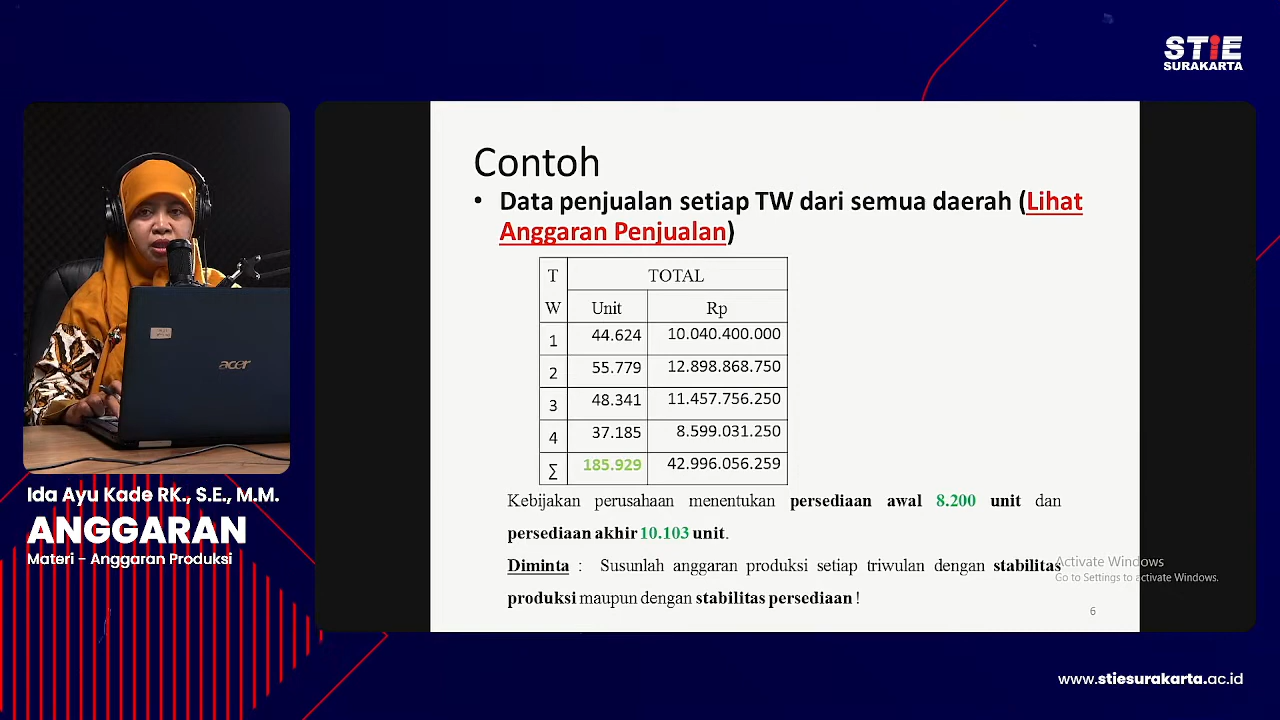 STIE
SURAKARTA
Contoh
• Data penjualan setiap TW dari semua daerah (Lihat
Anggaran Penjualan)
T TOTAL
W Unit Rp
1 44.624 10.040.400.000
2 55.779 12.898.868.750
3 48.341 11.457.756.250
4 37.185 8.599.031.250
∑ 185.929 42.996.056.259
Kebijakan perusahaan menentukan persediaan awal 8.200 unit dan
persediaan akhir 10.103 unit.
Diminta : Susunlah anggaran produksi setiap triwulan dengan stabilitas
produksi maupun dengan stabilitas persediaan !
Activate Windows
Go to Settings to activate Windows.
6
acer
Ida Ayu Kade RK., S.E., M.M.
ANGGARAN
Materi - Anggaran Produksi
www.stiesurakarta.ac.id